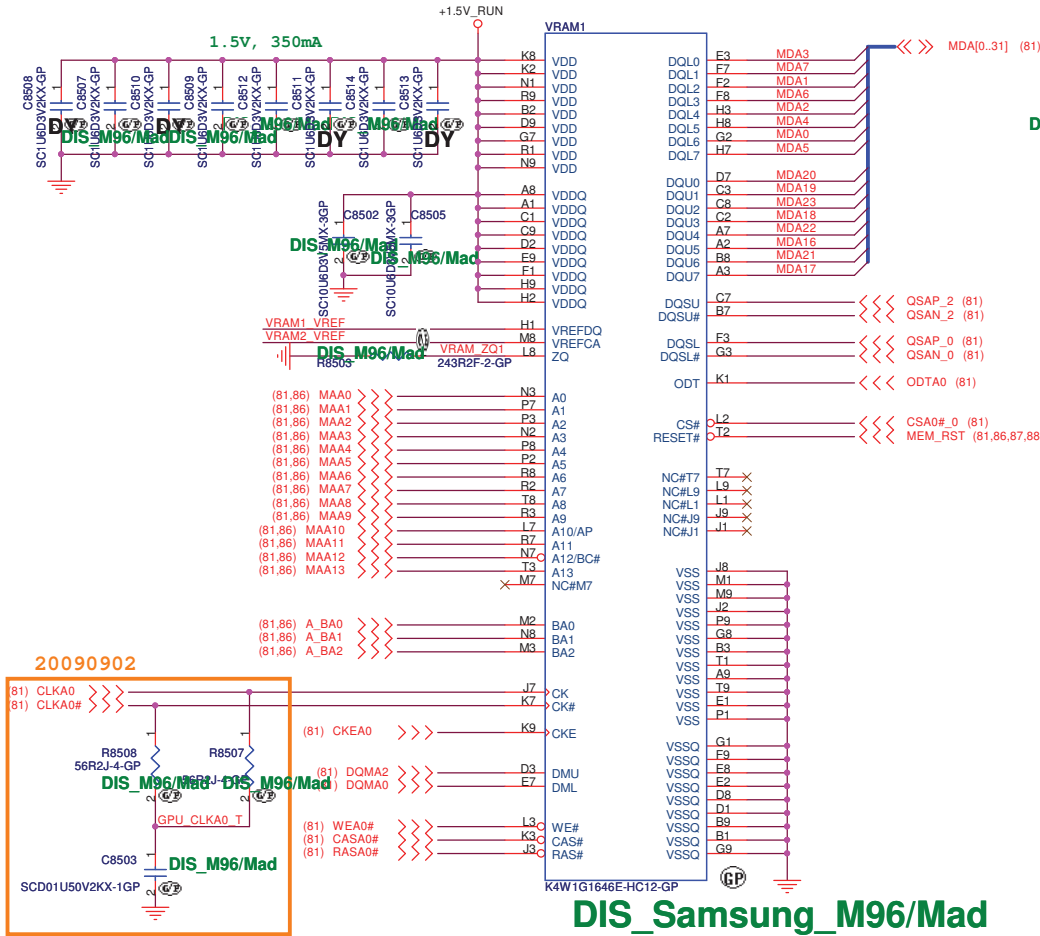 +1.5V_RUN
1.5V, 350mA
VRAM1
MDA[0..31] (81)
C8508
SC1U6D3V2KX-GP
C8507
C8510
SC1U6D3V2KX-GP
C8509
C8512
SC1U6D3V2KX-GP
C8511
C8514
C8513
SC1U6D3V2KX-GP
DY
DIS_M96/Mad
DY
DIS_M96/Mad
M96/Mad
DY
M96/Mad
DY
D
K8 VDD
K2 VDD
N1 VDD
R9 VDD
B2 VDD
D9 VDD
G7 VDD
R1 VDD
N9 VDD
A8 VDDQ
A1 VDDQ
C1 VDDQ
C9 VDDQ
D2 VDDQ
E9 VDDQ
F1 VDDQ
H9 VDDQ
H2 VDDQ
DQL0 E3 MDA3
DQL1 F7 MDA7
DQL2 F2 MDA1
DQL3 F8 MDA6
DQL4 H3 MDA2
DQL5 H8 MDA4
DQL6 G2 MDA0
DQL7 H7 MDA5
DQU0 D7 MDA20
DQU1 C3 MDA19
DQU2 C8 MDA23
DQU3 C2 MDA18
DQU4 A7 MDA22
DQU5 A2 MDA16
DQU6 B8 MDA21
DQU7 A3 MDA17
C8502
SC10U6D3V5MX-3GP
C8505
DIS_M96/Mad
DIS_M96/Mad
DQSU C7 QSAP_2 (81)
DQSU# B7 QSAN_2 (81)
DQSL F3 QSAP_0 (81)
DQSL# G3 QSAN_0 (81)
ODT K1 ODTA0 (81)
CS# L2 CSA0#_0 (81)
RESET# T2 MEM_RST (81,86,87,88
VRAM1_VREF H1 VREFDQ
VRAM2_VREF M8 VREFCA
VRAM_ZQ1 L8 ZQ
DIS_M96/Mad
R8503
243R2F-2-GP
(81,86) MAA0 N3 A0
(81,86) MAA1 P7 A1
(81,86) MAA2 P3 A2
(81,86) MAA3 N2 A3
(81,86) MAA4 P8 A4
(81,86) MAA5 P2 A5
(81,86) MAA6 R8 A6
(81,86) MAA7 R2 A7
(81,86) MAA8 T8 A8
(81,86) MAA9 R3 A9
(81,86) MAA10 L7 A10/AP
(81,86) MAA11 R7 A11
(81,86) MAA12 N7 A12/BC#
(81,86) MAA13 T3 A13
M7 NC#M7
NC#T7 T7
NC#L9 L9
NC#L1 L1
NC#J9 J9
NC#J1 J1
(81,86) A_BA0 M2 BA0
(81,86) A_BA1 N8 BA1
(81,86) A_BA2 M3 BA2
VSS J8
VSS M1
VSS M9
VSS J2
VSS P9
VSS G8
VSS B3
VSS T1
VSS A9
VSS T9
VSS E1
VSS P1
VSSQ G1
VSSQ F9
VSSQ E8
VSSQ E2
VSSQ D8
VSSQ D1
VSSQ B9
VSSQ B1
VSSQ G9
20090902
(81) CLKA0 J7 CK
(81) CLKA0# K7 CK#
(81) CKEA0 K9 CKE
(81) DQMA2 D3 DMU
(81) DQMA0 E7 DML
(81) WEA0# L3 WE#
(81) CASA0# K3 CAS#
(81) RASA0# J3 RAS#
R8508
56R2J-4-GP
R8507
56R2J-4-GP
DIS_M96/Mad
DIS_M96/Mad
GPU_CLKA0_T
C8503
DIS_M96/Mad
SCD01U50V2KX-1GP
K4W1G1646E-HC12-GP
GP
DIS_Samsung_M96/Mad